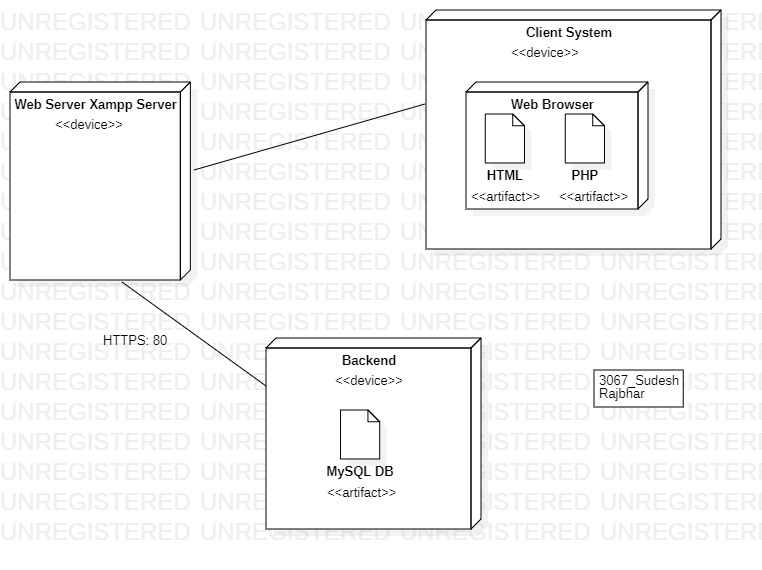 Client System
<<device>>
Web Browser
HTML
PHP
<<artifact>>
<<artifact>>
Web Server Xampp Server
<<device>>
HTTPS: 80
Backend
<<device>>
MySQL DB
<<artifact>>
3067_Sudesh
Rajbhar
UNREGISTERED